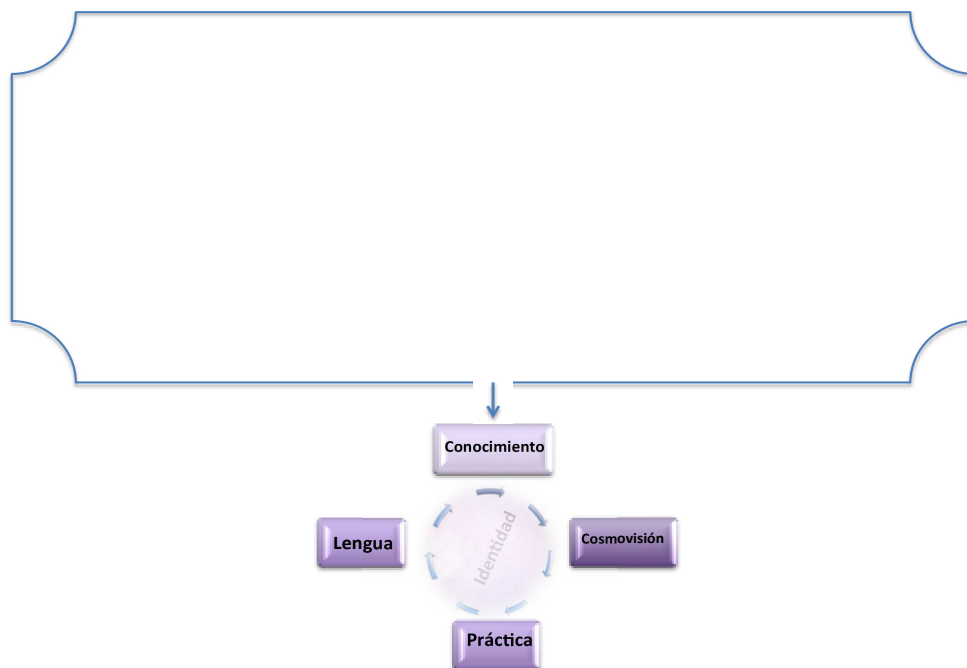 Conocimiento
Lengua
Identidad
Cosmovisión
Práctica